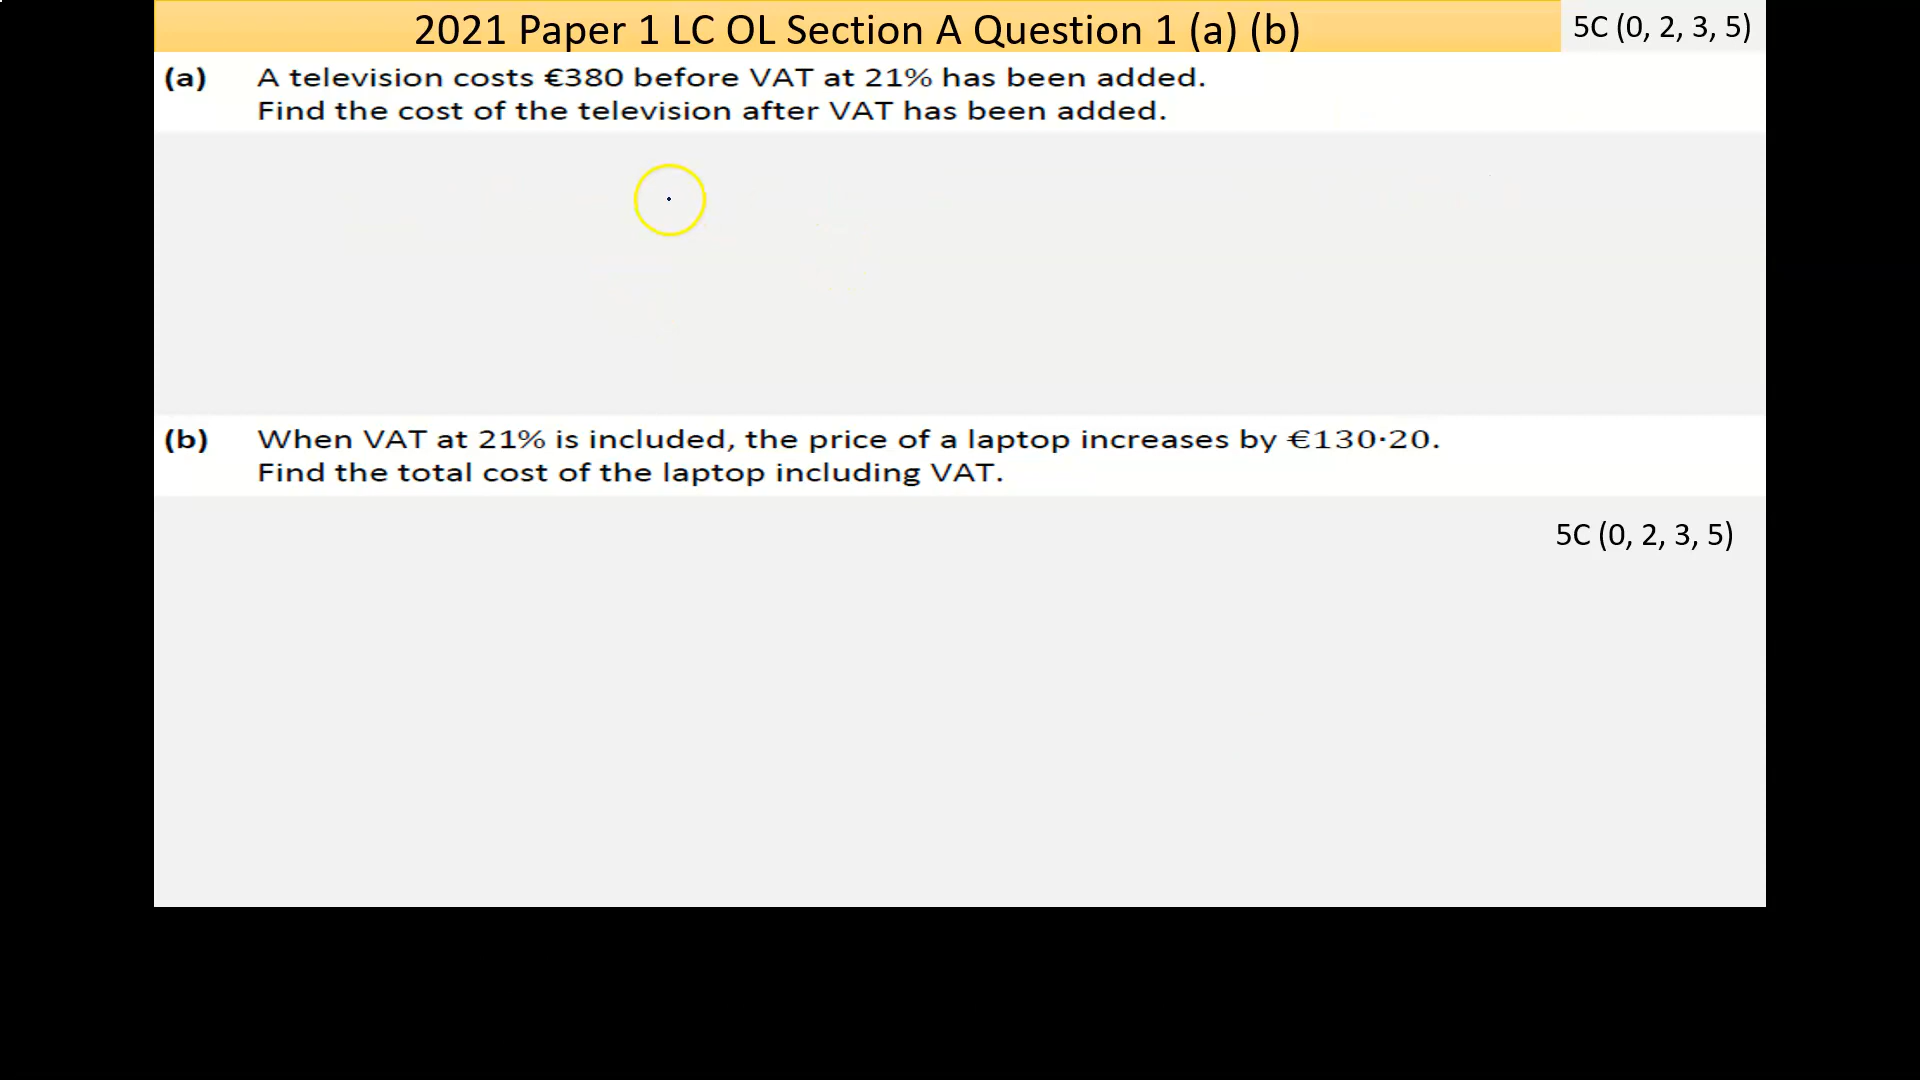 2021 Paper 1 LC OL Section A Question 1 (a) (b)
5C (0, 2, 3, 5)
(a) A television costs €380 before VAT at 21% has been added.
Find the cost of the television after VAT has been added.
(b) When VAT at 21% is included, the price of a laptop increases by €130·20.
Find the total cost of the laptop including VAT.
5C (0, 2, 3, 5)